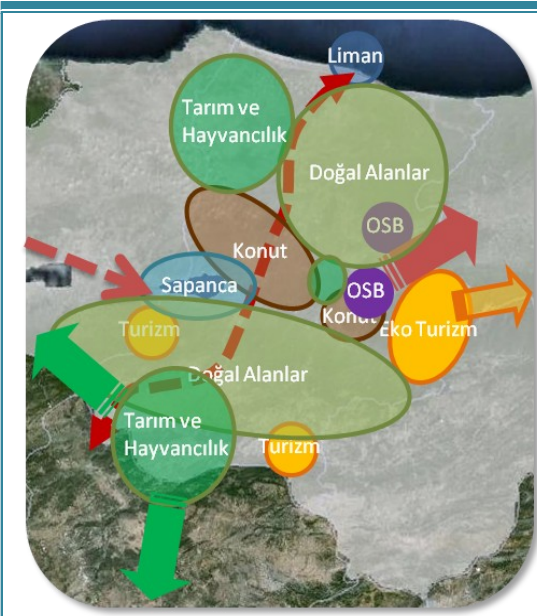 Liman
Tarım ve
Hayvancılık
Doğal Alanlar
OSB
Konut
Sapanca
OSB
Konut
Turizm
Eko Turizm
Doğal Alanlar
Tarım ve
Hayvancılık
Turizm